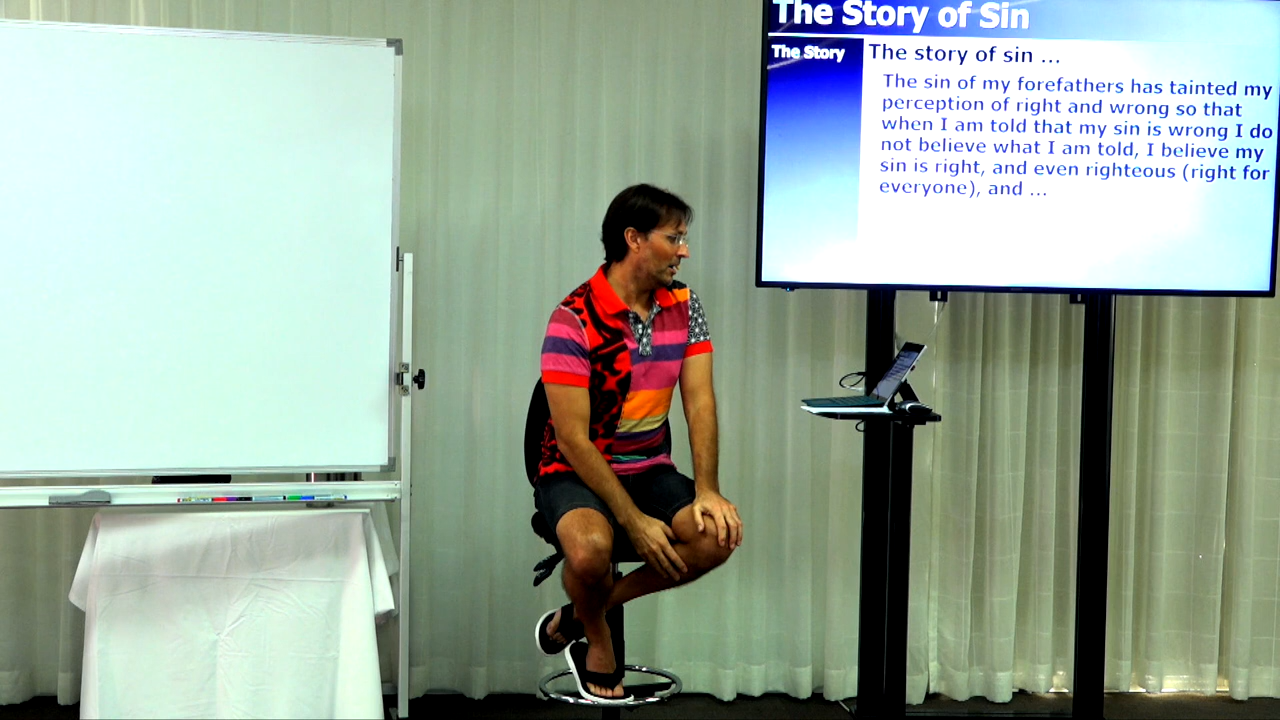 The Story of Sin
The Story
The story of sin ...
The sin of my forefathers has tainted my
perception of right and wrong so that
when I am told that my sin is wrong I do
not believe what I am told, I believe my
sin is right, and even righteous (right for
everyone), and ...